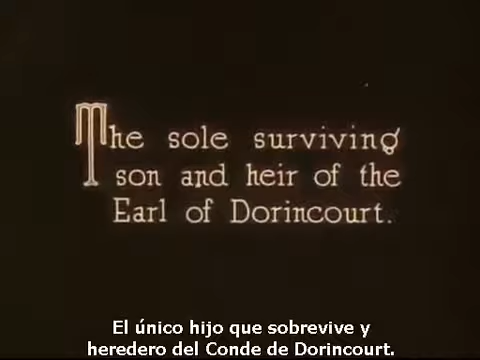 The sole surviving
son and heir of the
Earl of Dorincourt.
El único hijo que sobrevive y
heredero del Conde de Dorincourt.